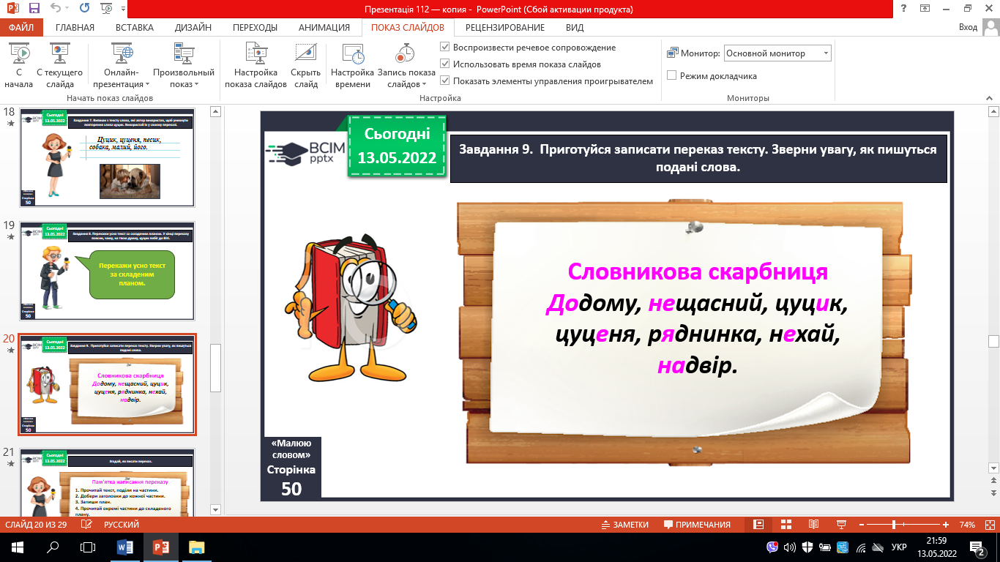 Презентація 112 — копия - PowerPoint (Сбой активации продукта)
ФАЙЛ ГЛАВНАЯ ВСТАВКА ДИЗАЙН ПЕРЕХОДЫ АНИМАЦИЯ ПОКАЗ СЛАЙДОВ РЕЦЕНЗИРОВАНИЕ ВИД Вход
С начала
С текущего слайда
Онлайн-презентация
Произвольный показ
Начать показ слайдов
Настройка показа слайдов
Скрыть слайд
Настройка времени
Запись показа слайдов
Воспроизвести речевое сопровождение
Использовать время показа слайдов
Показать элементы управления проигрывателем
Настройка
Монитор: Основной монитор
Режим докладчика
Мониторы
18
Сьогодні
13.05.2022
Завдання 7. Випиши з тексту слова, які автор використав, щоб уникнути
повторення слова цуцик. Використай їх у своєму переказі.
Цуцик, цуценя, песик,
собака, малий, його.
Сторінка
50
19
Сьогодні
13.05.2022
Завдання 8. Перекажи усно текст за складеним планом. У кінці переказу
поясни, чому, на твою думку, цуцик побіг до Віті.
Перекажи усно текст
за складеним
планом.
Сторінка
50
20
Сьогодні
13.05.2022
Завдання 9. Приготуйся записати переказ тексту. Зверни увагу, як пишуться
подані слова.
Словникова скарбниця
Додому, нещасний, цуцик,
цуценя, ряднинка, нехай,
надвір.
Сторінка
50
21
Сьогодні
13.05.2022
Згадай, як писати переказ.
Пам'ятка написання переказу
1. Прочитай текст, поділи на частини.
2. Добери заголовки до кожної частини.
3. Запиши план.
4. Прочитай окремі частини до складеного
плану.
ВСІМ
pptx
Сьогодні
13.05.2022
Завдання 9. Приготуйся записати переказ тексту. Зверни увагу, як пишуться
подані слова.
Словникова скарбниця
Додому, нещасний, цуцик,
цуценя, ряднинка, нехай,
надвір.
«Малюю
словом»
Сторінка
50
СЛАЙД 20 ИЗ 29 РУССКИЙ ЗАМЕТКИ ПРИМЕЧАНИЯ 74%
УКР
21:59
13.05.2022
2